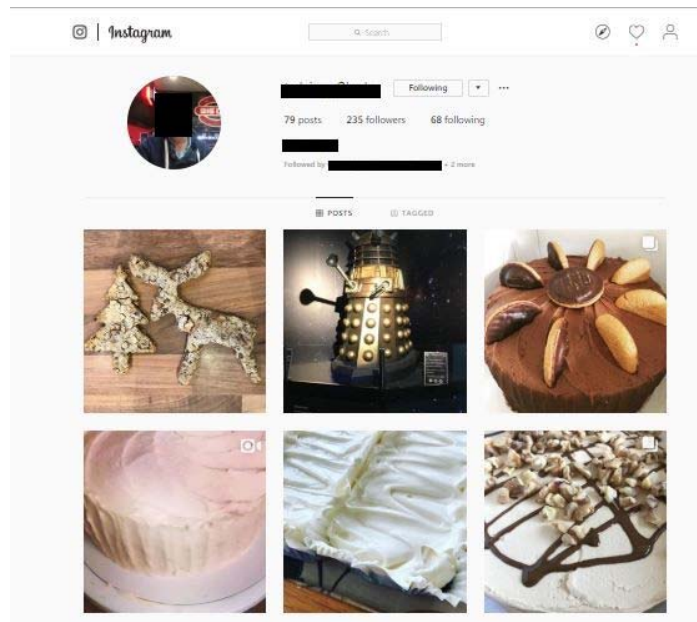 Instagram
Search
Following
79 posts 235 followers 68 following
Followed by + 2 more
POSTS TAGGED